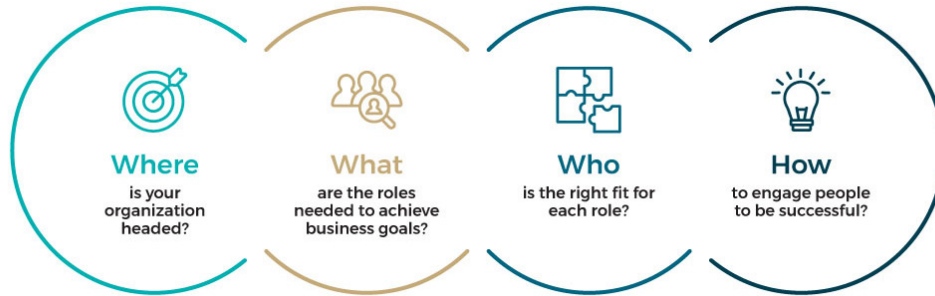 Where
is your
organization
headed?
What
are the roles
needed to achieve
business goals?
Who
is the right fit for
each role?
How
to engage people
to be successful?